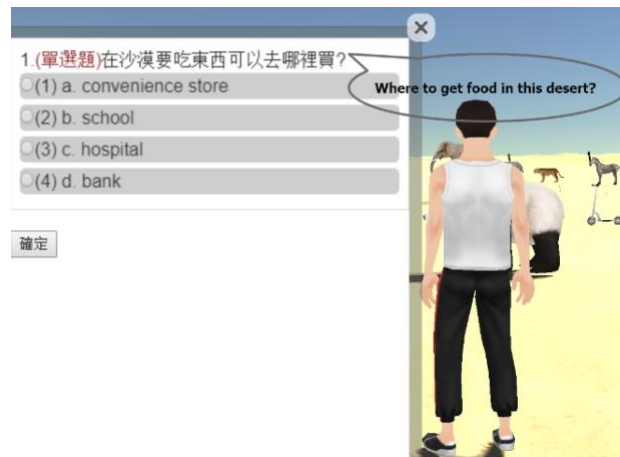 1.(單選題)在沙漠要吃東西可以去哪裡買?
(1) a. convenience store
(2) b. school
(3) c. hospital
(4) d. bank
確定
Where to get food in this desert?